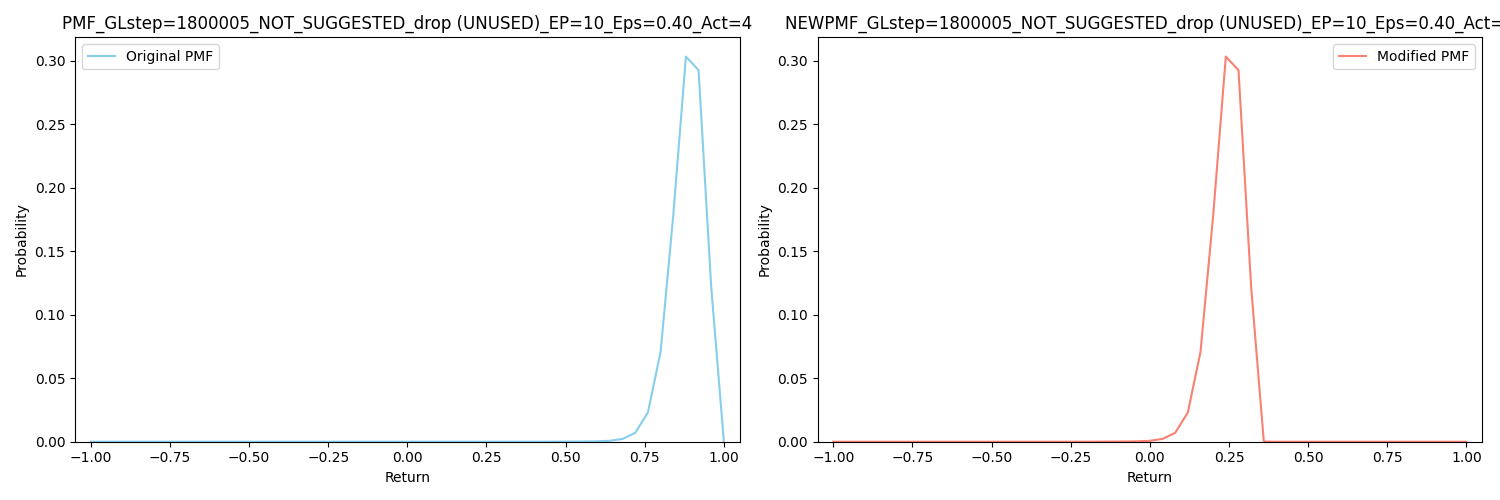 PMF_GLstep=1800005_NOT_SUGGESTED_drop (UNUSED)_EP=10_Eps=0.40_Act=4
Original PMF
0.30
0.25
0.20
0.15
0.10
0.05
0.00
Probability
−1.00 −0.75 −0.50 −0.25 0.00 0.25 0.50 0.75 1.00
Return
NEWPMF_GLstep=1800005_NOT_SUGGESTED_drop (UNUSED)_EP=10_Eps=0.40_Act=
Modified PMF
0.30
0.25
0.20
0.15
0.10
0.05
0.00
Probability
−1.00 −0.75 −0.50 −0.25 0.00 0.25 0.50 0.75 1.00
Return